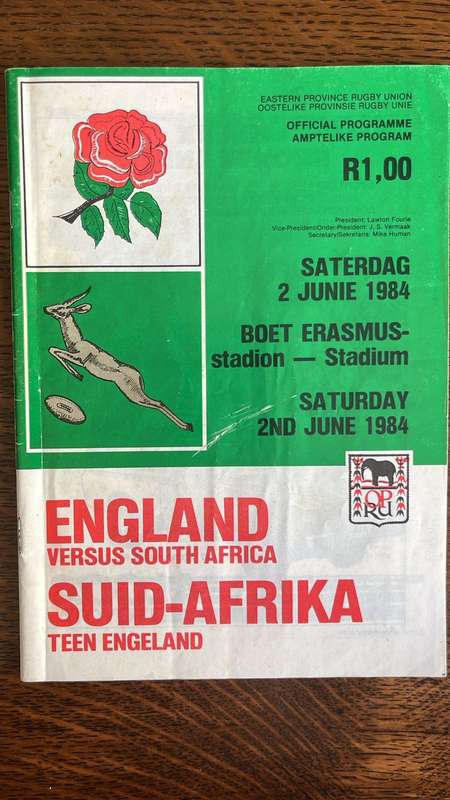 EASTERN PROVINCE RUGBY UNION
OOSTELIKE PROVINSIE RUGBY UNIE
OFFICIAL PROGRAMME
AMPTELIKE PROGRAM
R1,00
President: Lawton Fourie
Vice-President/Onder-President: J. S. Vermaak
Secretary/Sekretaris: Mike Human
SATERDAG
2 JUNIE 1984
BOET ERASMUS-
stadion — Stadium
SATURDAY
2ND JUNE 1984
OP
RU
ENGLAND
VERSUS SOUTH AFRICA
SUID-AFRIKA
TEEN ENGELAND